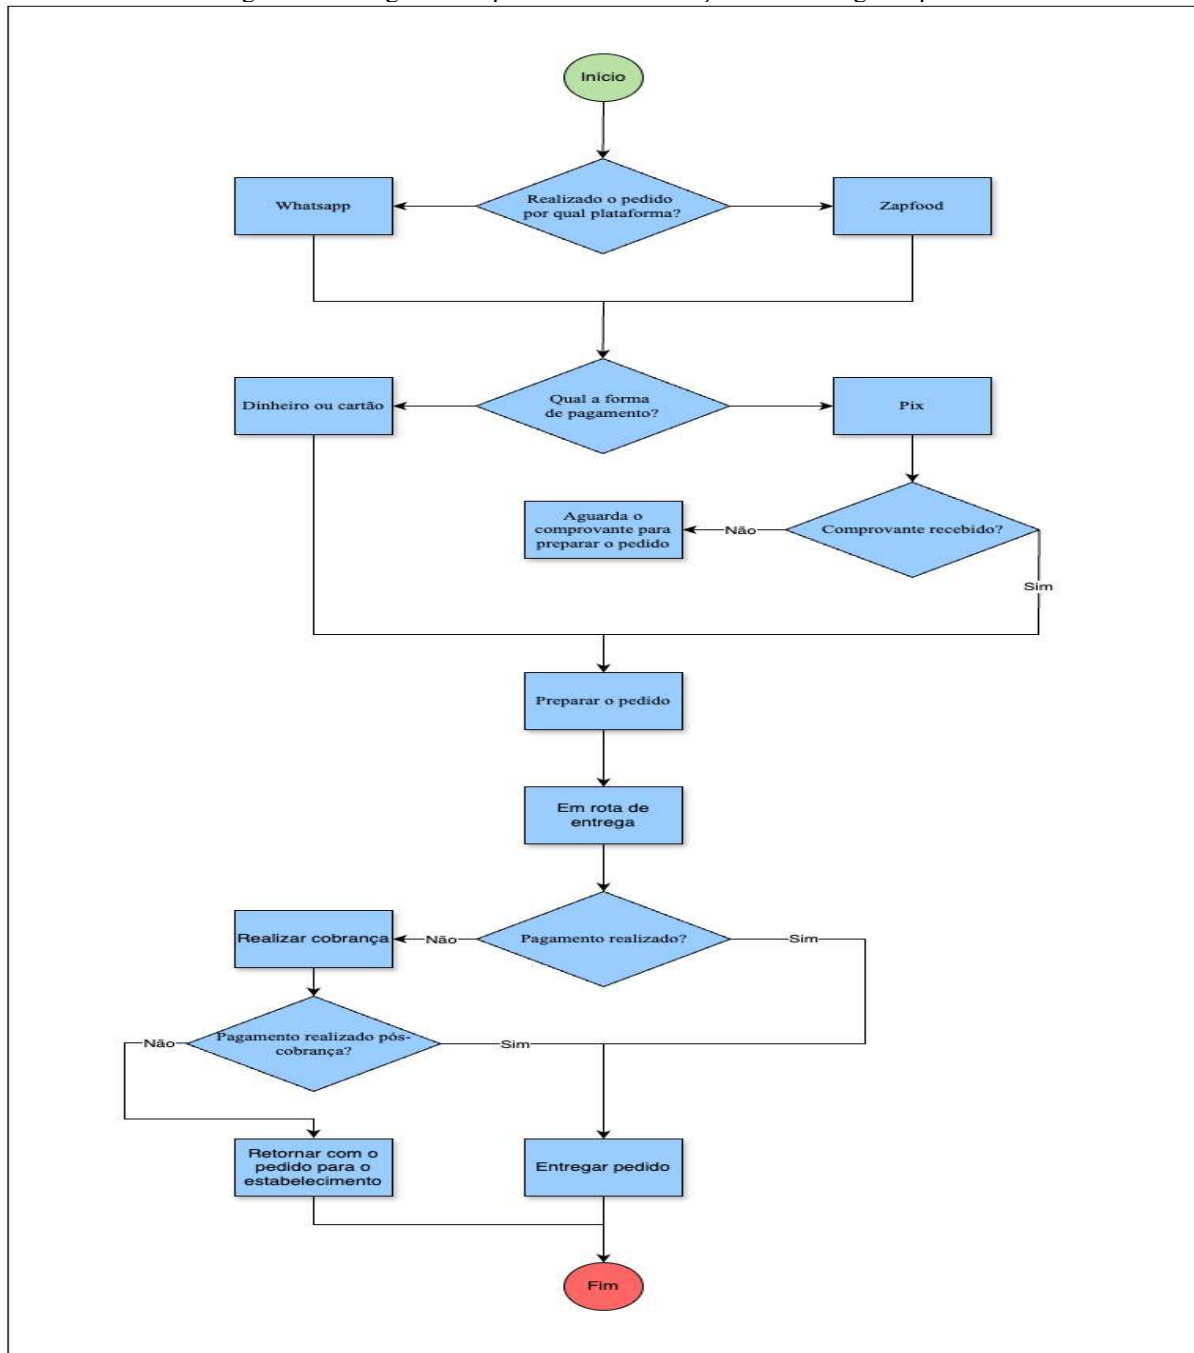 Início
Realizado o pedido
por qual plataforma?
Whatsapp
Zapfood
Qual a forma
de pagamento?
Dinheiro ou cartão
Pix
Comprovante recebido?
Não
Aguarda o
comprovante para
preparar o pedido
Sim
Preparar o pedido
Em rota de
entrega
Pagamento realizado?
Não
Sim
Realizar cobrança
Pagamento realizado pós-
cobrança?
Não
Sim
Retornar com o
pedido para o
estabelecimento
Entregar pedido
Fim